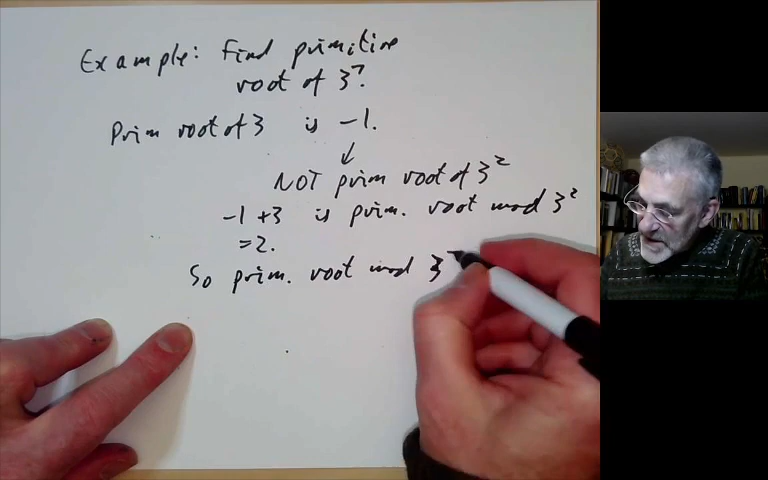 Example: Find primitive
root of 3⁷.
Prim root of 3 is -1.
↓
NOT prim root of 3²
-1 +3 is prim. root mod 3²
=2.
So prim. root mod 3⁷